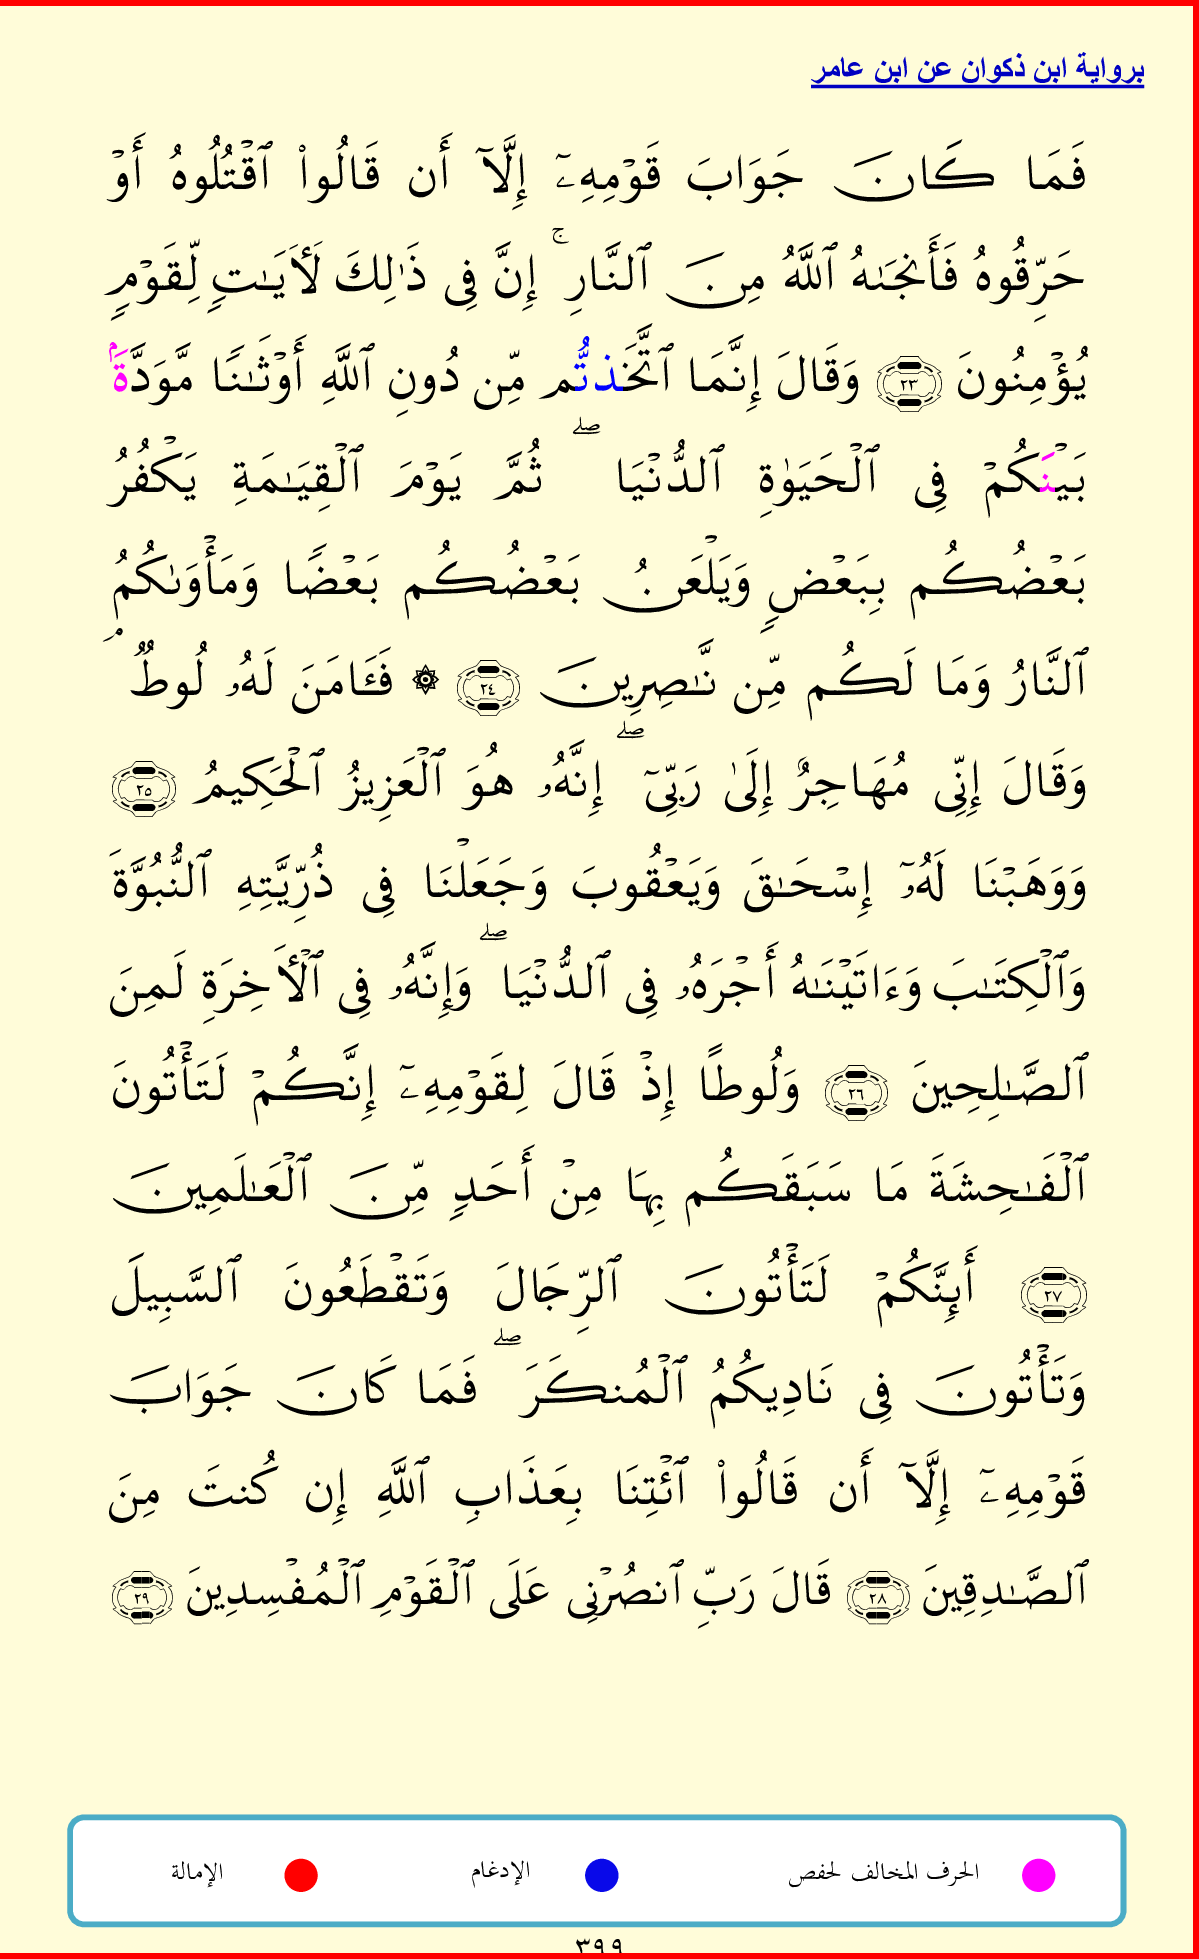 برواية ابن ذكوان عن ابن عامر
فَمَا كَانَ جَوَابَ قَوْمِهِۦٓ إِلَّآ أَن قَالُوا۟ ٱقْتُلُوهُ أَوْ
حَرِّقُوهُ فَأَنجَىٰهُ ٱللَّهُ مِنَ ٱلنَّارِ ۚ إِنَّ فِى ذَٰلِكَ لَـَٔايَـٰتٍ لِّقَوْمٍ
يُؤْمِنُونَ ٢٣ وَقَالَ إِنَّمَا ٱتَّخَذتُّم مِّن دُونِ ٱللَّهِ أَوْثَـٰنًا مَّوَدَّةًۢ
بَيْنَكُمْ فِى ٱلْحَيَوٰةِ ٱلدُّنْيَا ۖ ثُمَّ يَوْمَ ٱلْقِيَـٰمَةِ يَكْفُرُ
بَعْضُكُم بِبَعْضٍ وَيَلْعَنُ بَعْضُكُم بَعْضًا وَمَأْوَىٰكُمُ
ٱلنَّارُ وَمَا لَكُم مِّن نَّـٰصِرِينَ ٢٤ ۞ فَـَٔامَنَ لَهُۥ لُوطٌ ۘ
وَقَالَ إِنِّى مُهَاجِرٌ إِلَىٰ رَبِّىٓ ۖ إِنَّهُۥ هُوَ ٱلْعَزِيزُ ٱلْحَكِيمُ ٢٥
وَوَهَبْنَا لَهُۥٓ إِسْحَـٰقَ وَيَعْقُوبَ وَجَعَلْنَا فِى ذُرِّيَّتِهِ ٱلنُّبُوَّةَ
وَٱلْكِتَـٰبَ وَءَاتَيْنَـٰهُ أَجْرَهُۥ فِى ٱلدُّنْيَا ۖ وَإِنَّهُۥ فِى ٱلْـَٔاخِرَةِ لَمِنَ
ٱلصَّـٰلِحِينَ ٢٦ وَلُوطًا إِذْ قَالَ لِقَوْمِهِۦٓ إِنَّكُمْ لَتَأْتُونَ
ٱلْفَـٰحِشَةَ مَا سَبَقَكُم بِهَا مِنْ أَحَدٍ مِّنَ ٱلْعَـٰلَمِينَ
٢٧ أَئِنَّكُمْ لَتَأْتُونَ ٱلرِّجَالَ وَتَقْطَعُونَ ٱلسَّبِيلَ
وَتَأْتُونَ فِى نَادِيكُمُ ٱلْمُنكَرَ ۖ فَمَا كَانَ جَوَابَ
قَوْمِهِۦٓ إِلَّآ أَن قَالُوا۟ ٱئْتِنَا بِعَذَابِ ٱللَّهِ إِن كُنتَ مِنَ
ٱلصَّـٰدِقِينَ ٢٨ قَالَ رَبِّ ٱنصُرْنِى عَلَى ٱلْقَوْمِ ٱلْمُفْسِدِينَ ٢٩
الحرف المخالف لحفص الإدغام الإمالة
٣٩٩